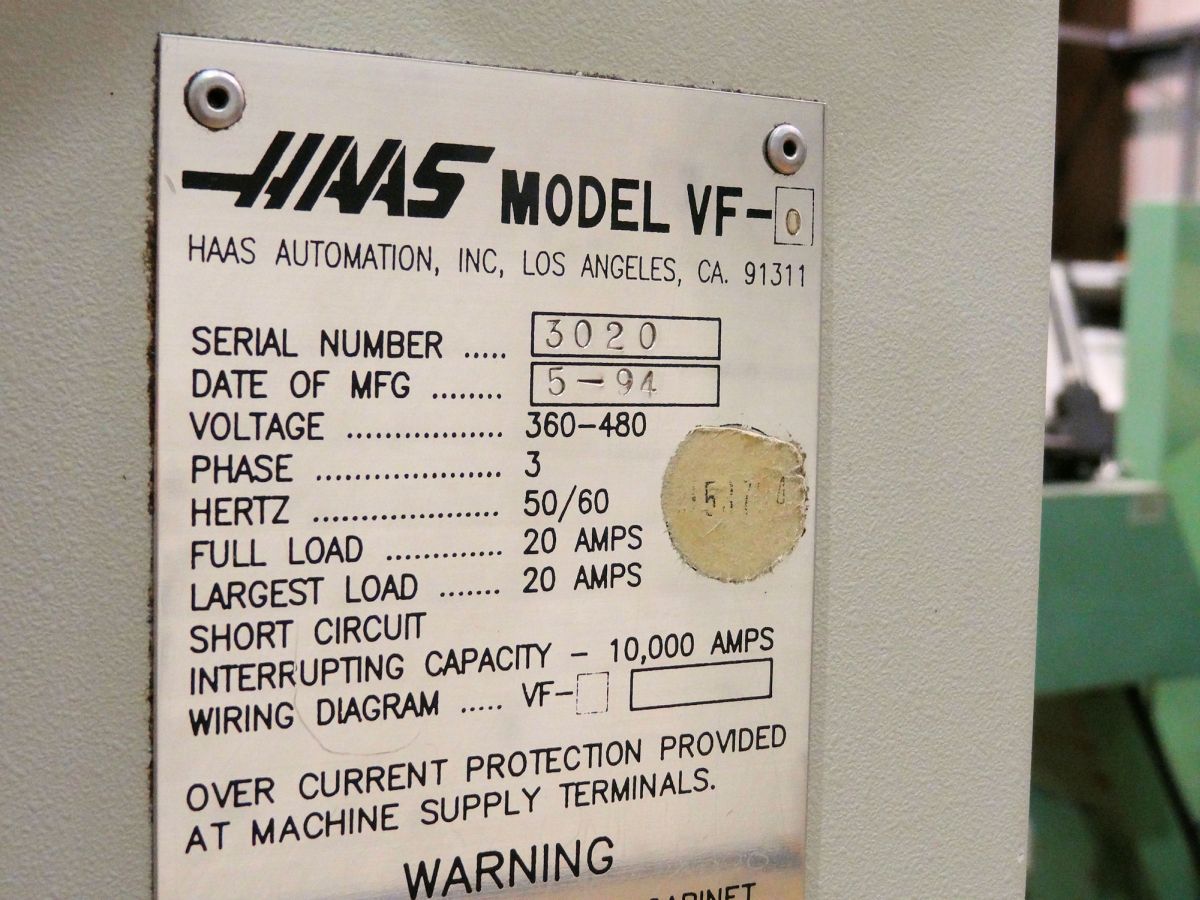 HAAS MODEL VF-0
HAAS AUTOMATION, INC, LOS ANGELES, CA. 91311
SERIAL NUMBER ..... 3020
DATE OF MFG ........ 5-94
VOLTAGE ................. 360-480
PHASE .................... 3
HERTZ .................... 50/60
FULL LOAD ............. 20 AMPS
LARGEST LOAD ....... 20 AMPS
SHORT CIRCUIT
INTERRUPTING CAPACITY - 10,000 AMPS
WIRING DIAGRAM ..... VF-
OVER CURRENT PROTECTION PROVIDED
AT MACHINE SUPPLY TERMINALS.
WARNING
CABINET